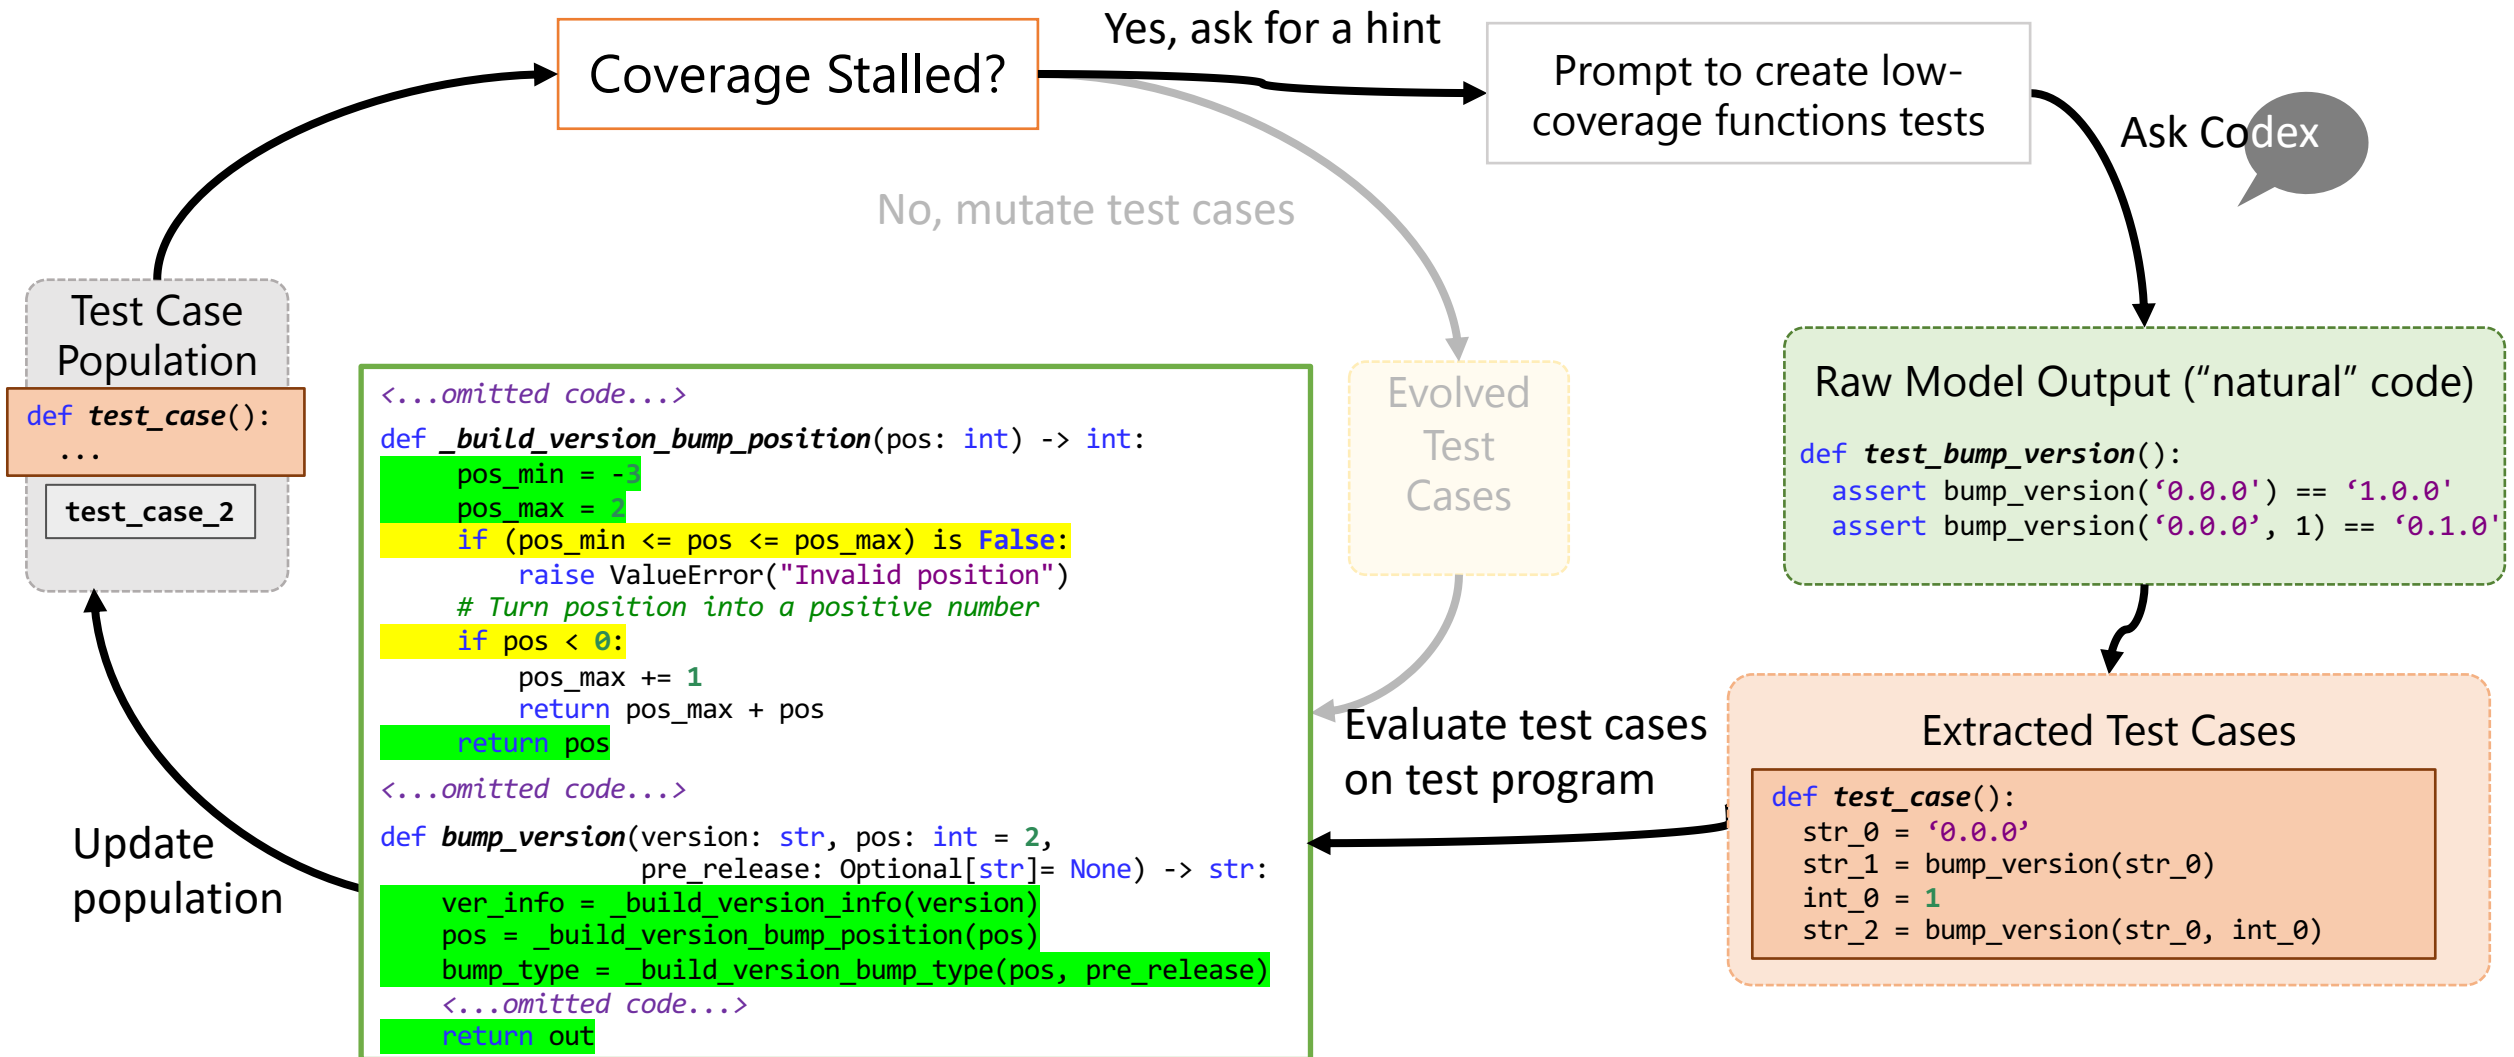 Yes, ask for a hint
Coverage Stalled?
Prompt to create low-
coverage functions tests
Ask Codex
No, mutate test cases
Test Case
Population
def test_case():
...
test_case_2
Evolved
Test
Cases
Raw Model Output (“natural” code)
def test_bump_version():
assert bump_version(‘0.0.0') == ‘1.0.0'
assert bump_version(‘0.0.0’, 1) == ‘0.1.0'
<...omitted code...>
def _build_version_bump_position(pos: int) -> int:
pos_min = -3
pos_max = 2
if (pos_min <= pos <= pos_max) is False:
raise ValueError("Invalid position")
# Turn position into a positive number
if pos < 0:
pos_max += 1
return pos_max + pos
return pos
<...omitted code...>
def bump_version(version: str, pos: int = 2,
pre_release: Optional[str]= None) -> str:
ver_info = _build_version_info(version)
pos = _build_version_bump_position(pos)
bump_type = _build_version_bump_type(pos, pre_release)
<...omitted code...>
return out
Evaluate test cases
on test program
Extracted Test Cases
def test_case():
str_0 = ‘0.0.0’
str_1 = bump_version(str_0)
int_0 = 1
str_2 = bump_version(str_0, int_0)
Update
population